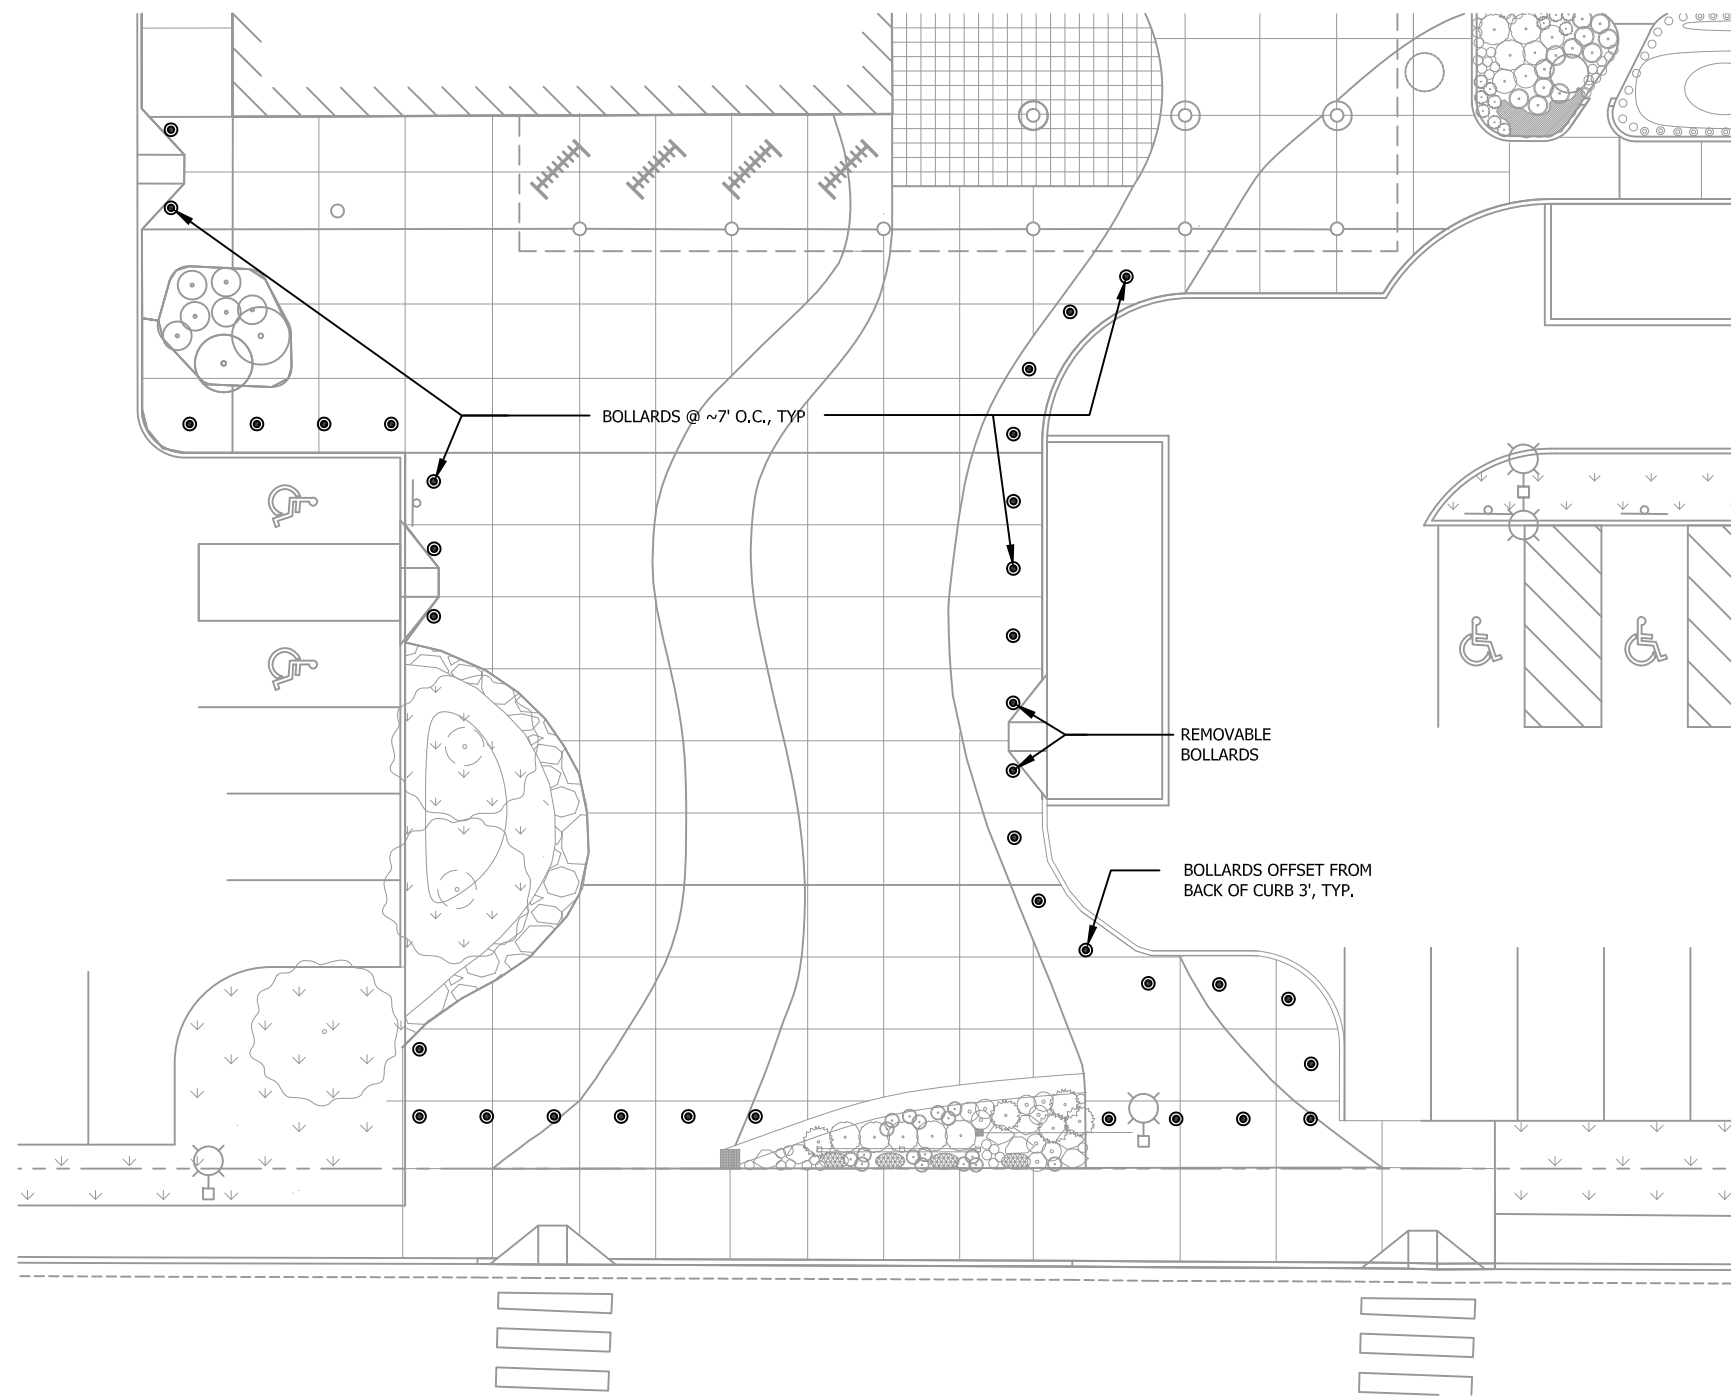 BOLLARDS @ ~7' O.C., TYP
REMOVABLE
BOLLARDS
BOLLARDS OFFSET FROM
BACK OF CURB 3', TYP.